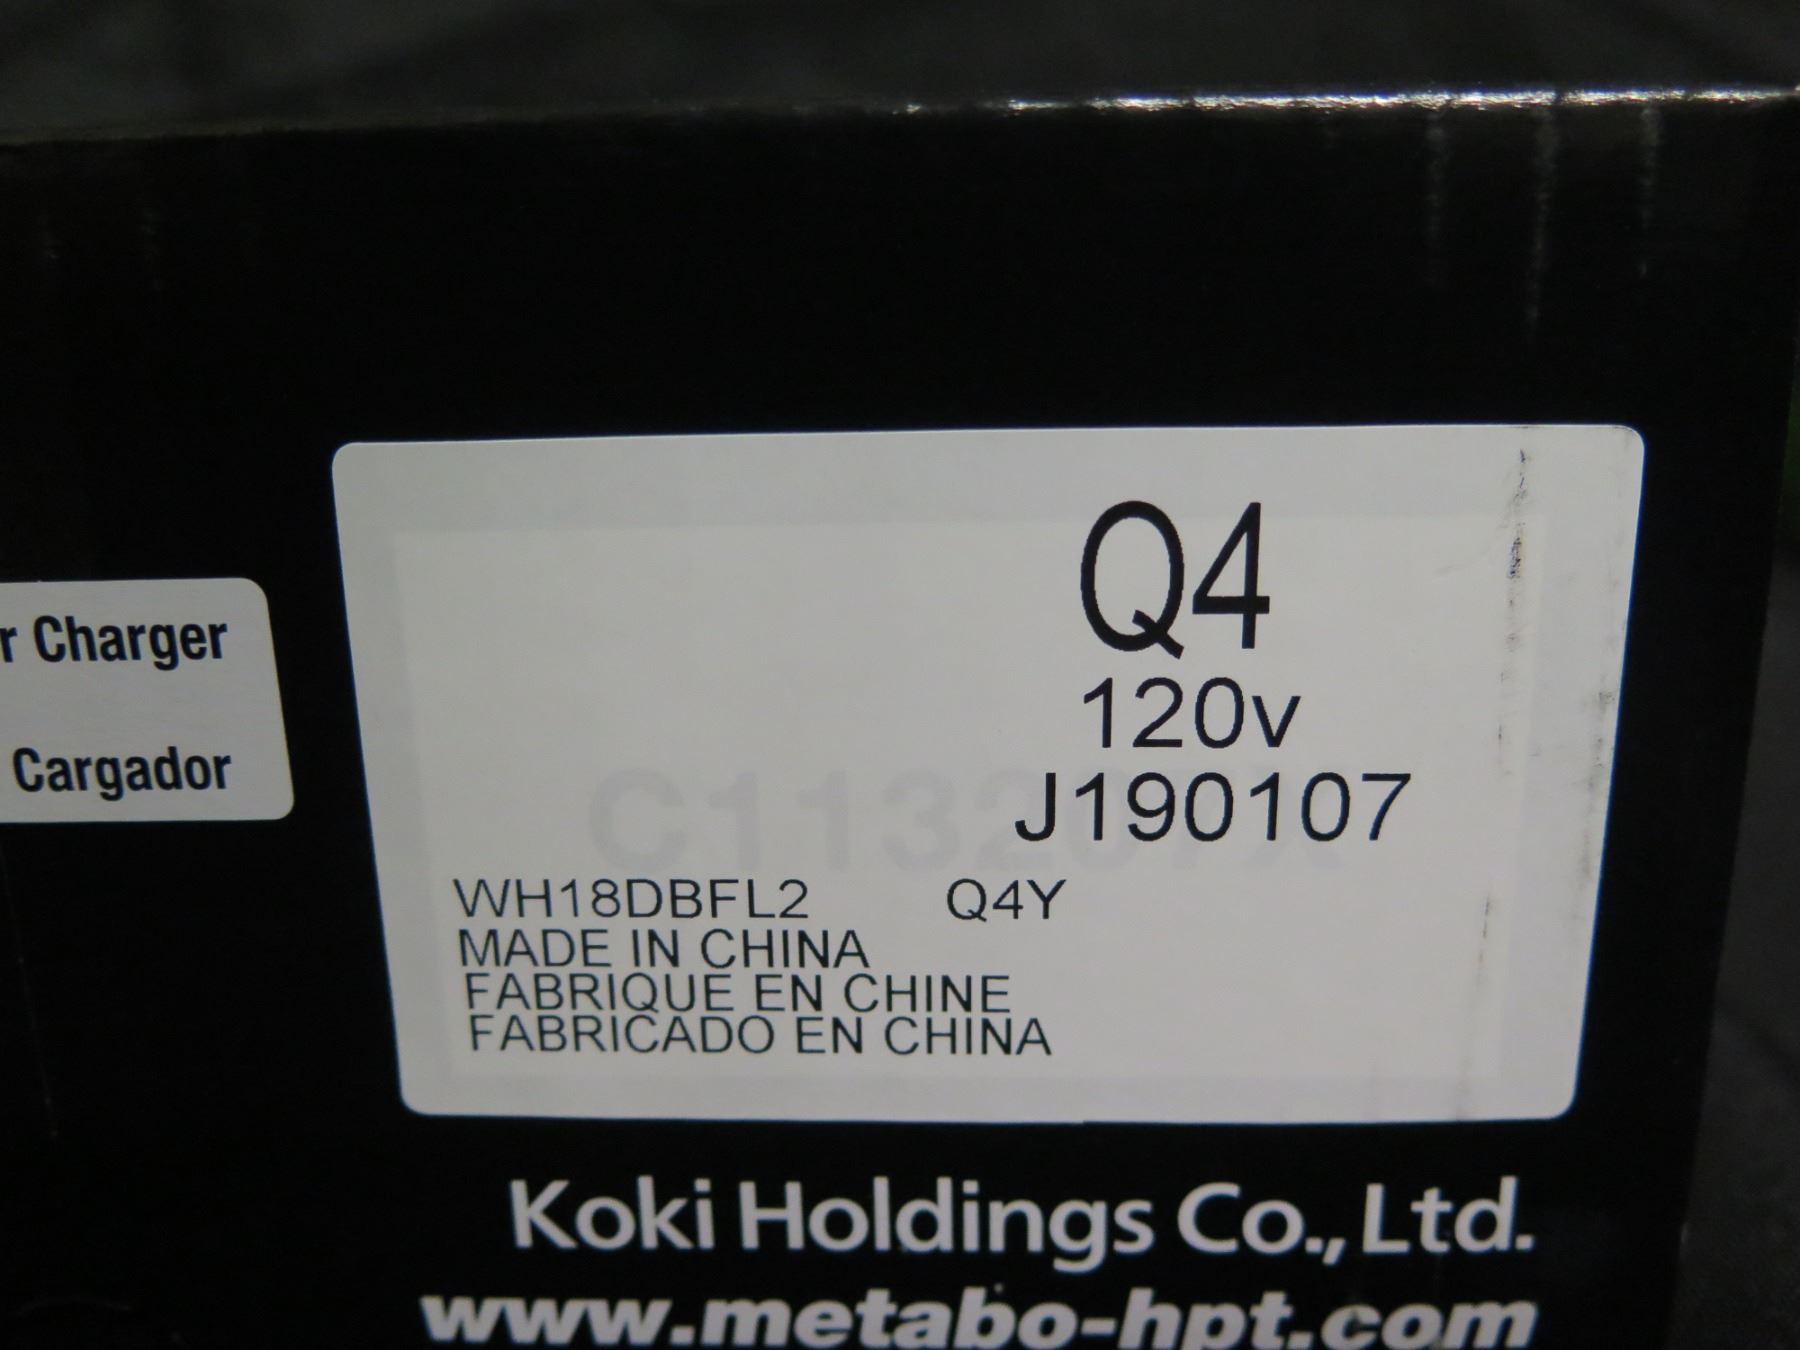 r Charger
Cargador
Q4
120v
J190107
WH18DBFL2 Q4Y
MADE IN CHINA
FABRIQUE EN CHINE
FABRICADO EN CHINA
Koki Holdings Co., Ltd.
www.metabo-hpt.com